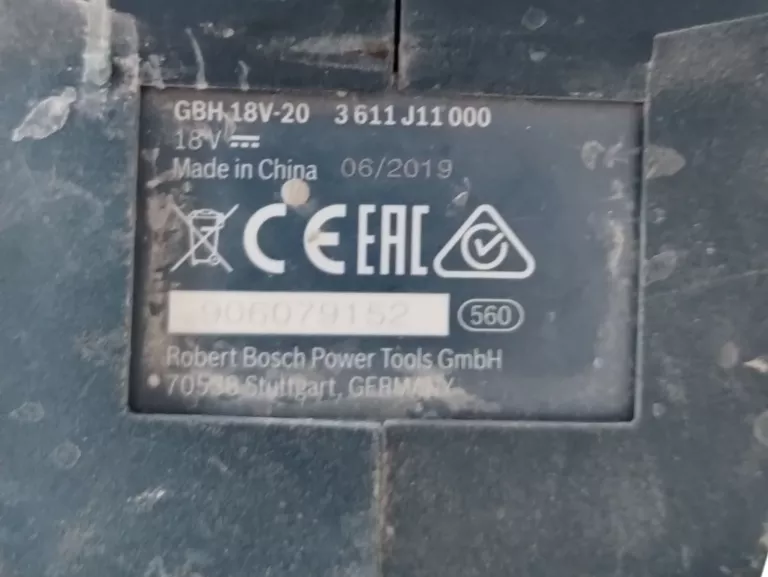 GBH 18V-20 3 611 J11 000
18 V
Made in China 06/2019
CE EAC
906079152
560
Robert Bosch Power Tools GmbH
70538 Stuttgart, GERMANY